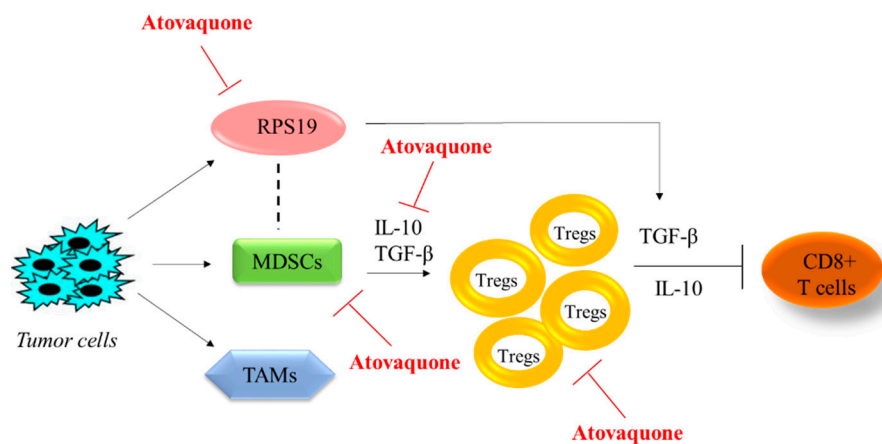 Atovaquone
RPS19
Atovaquone
IL-10
TGF-β
MDSCs
Tregs
Tregs
Tregs
Tregs
TGF-β
IL-10
CD8+
T cells
Tumor cells
TAMs
Atovaquone
Atovaquone